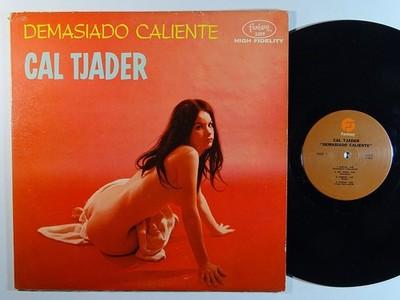 DEMASIADO CALIENTE
CAL TJADER
Fantasy
3309
HIGH FIDELITY
Fantasy
CAL TJADER
"DEMASIADO CALIENTE"